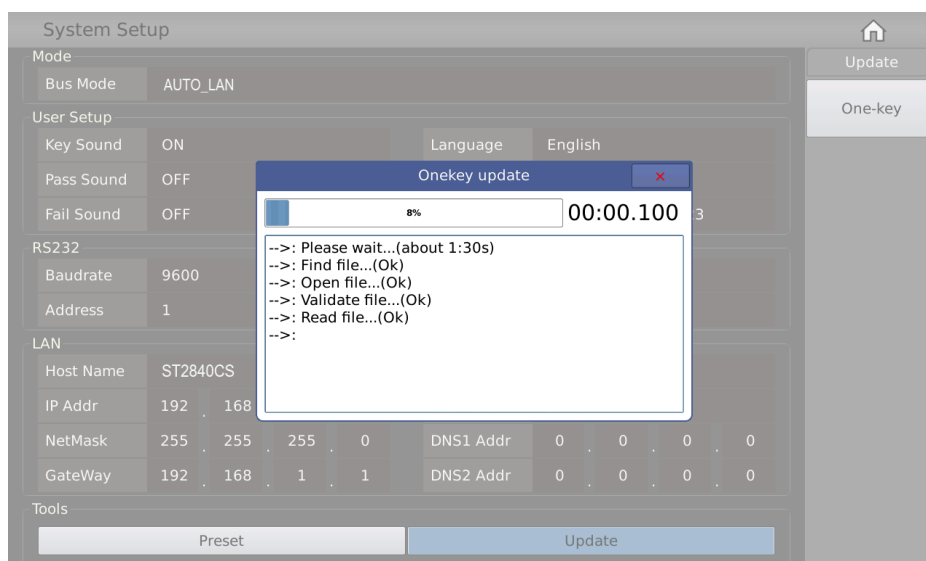 System Setup
Mode
Update
Bus Mode AUTO_LAN
One-key
User Setup
Key Sound ON Language English
Pass Sound OFF
Onekey update ×
Fail Sound OFF 3
8% 00:00.100
RS232
-->: Please wait...(about 1:30s)
-->: Find file...(Ok)
-->: Open file...(Ok)
-->: Validate file...(Ok)
-->: Read file...(Ok)
-->:
Baudrate 9600
Address 1
LAN
Host Name ST2840CS
IP Addr 192 . 168
NetMask 255 . 255 . 255 . 0 DNS1 Addr 0 . 0 . 0 . 0
GateWay 192 . 168 . 1 . 1 DNS2 Addr 0 . 0 . 0 . 0
Tools
Preset Update